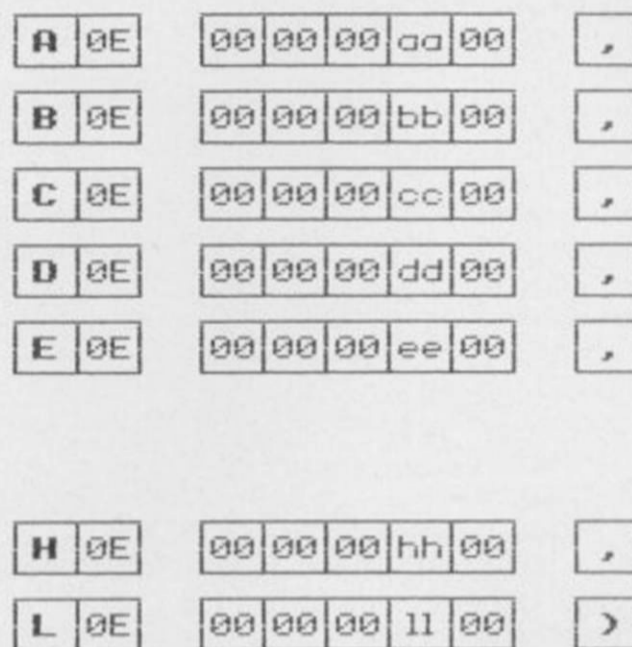 A 0E 00 00 00 aa 00 ,
B 0E 00 00 00 bb 00 ,
C 0E 00 00 00 cc 00 ,
D 0E 00 00 00 dd 00 ,
E 0E 00 00 00 ee 00 ,
H 0E 00 00 00 hh 00 ,
L 0E 00 00 00 ll 00 )